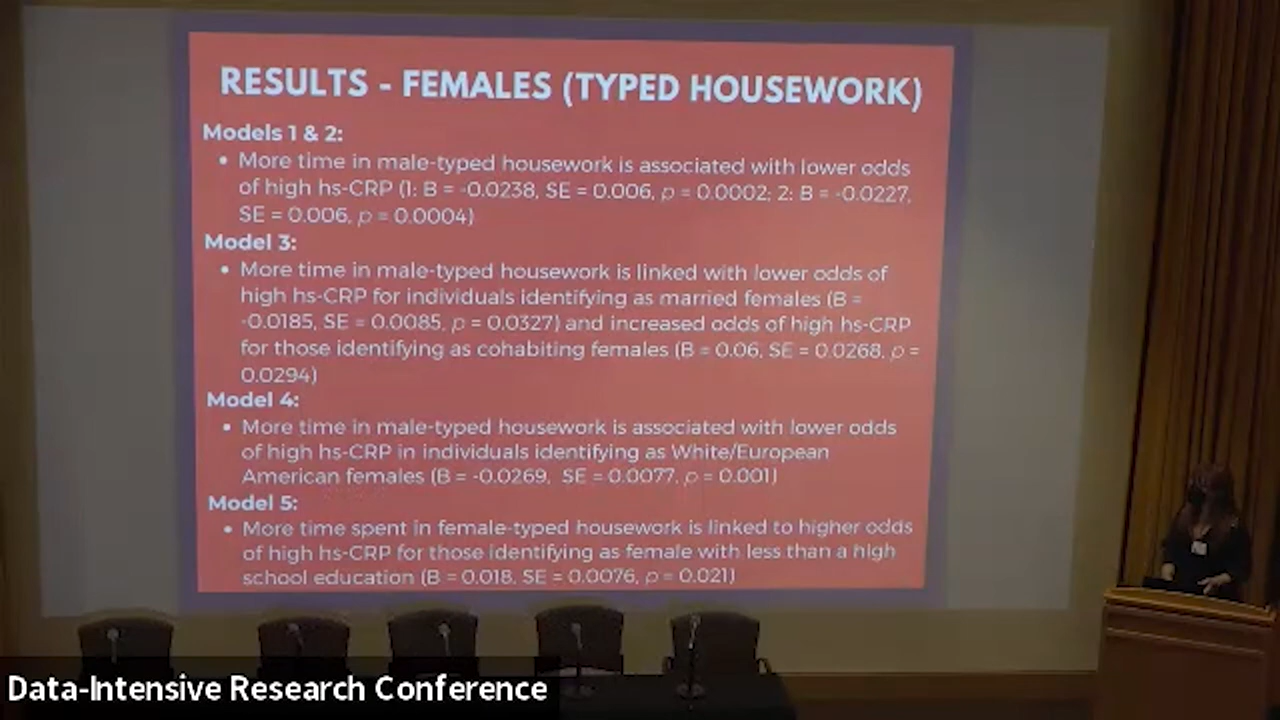 RESULTS - FEMALES (TYPED HOUSEWORK)
Models 1 & 2:
• More time in male-typed housework is associated with lower odds
of high hs-CRP (1: B = -0.0238, SE = 0.006, p = 0.0002; 2: B = -0.0227,
SE = 0.006, p = 0.0004)
Model 3:
• More time in male-typed housework is linked with lower odds of
high hs-CRP for individuals identifying as married females (B =
-0.0185, SE = 0.0085, p = 0.0327) and increased odds of high hs-CRP
for those identifying as cohabiting females (B = 0.06, SE = 0.0268, p =
0.0294)
Model 4:
• More time in male-typed housework is associated with lower odds
of high hs-CRP in individuals identifying as White/European
American females (B = -0.0269, SE = 0.0077, p = 0.001)
Model 5:
• More time spent in female-typed housework is linked to higher odds
of high hs-CRP for those identifying as female with less than a high
school education (B = 0.018, SE = 0.0076, p = 0.021)
Data-Intensive Research Conference